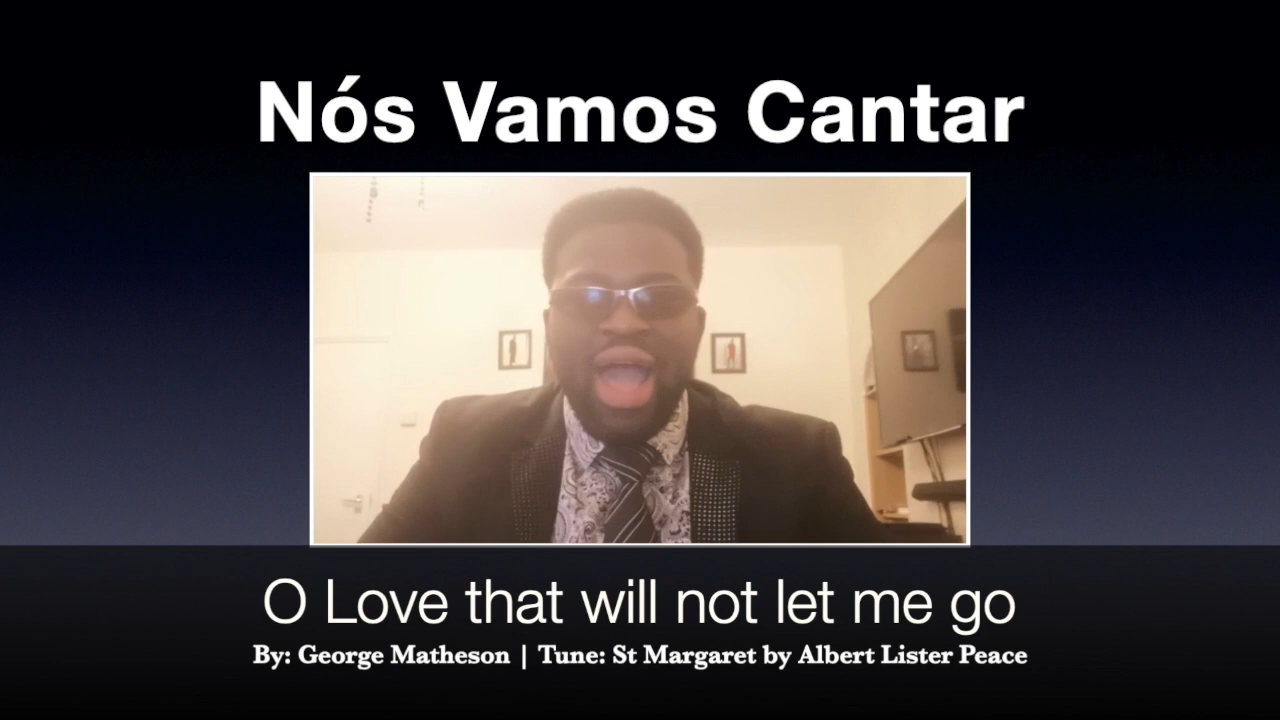 Nós Vamos Cantar
O Love that will not let me go
By: George Matheson | Tune: St Margaret by Albert Lister Peace